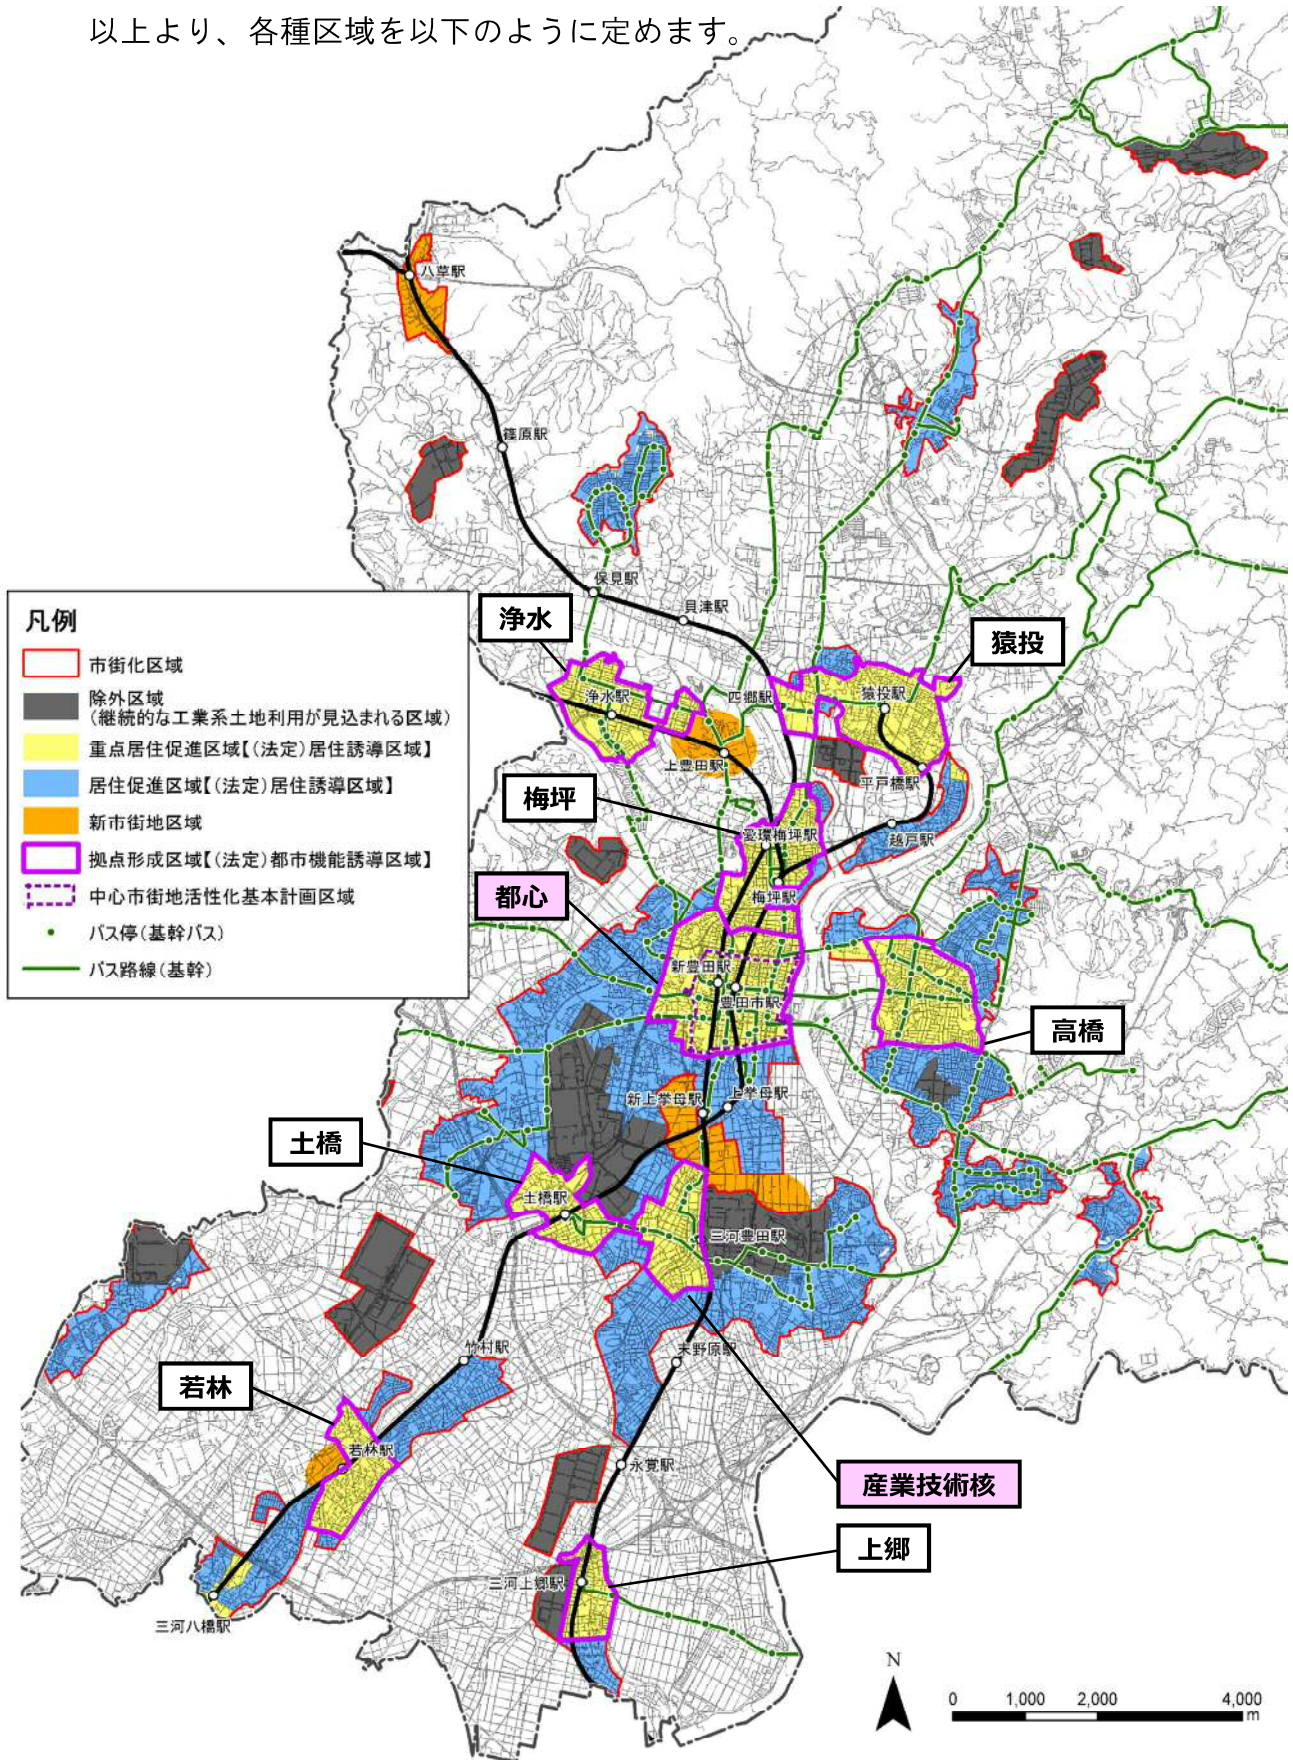 以上より、各種区域を以下のように定めます。
八草駅
篠原駅
保見駅
貝津駅
凡例
市街化区域
除外区域
(継続的な工業系土地利用が見込まれる区域)
重点居住促進区域【(法定)居住誘導区域】
居住促進区域【(法定)居住誘導区域】
新市街地区域
拠点形成区域【(法定)都市機能誘導区域】
中心市街地活性化基本計画区域
バス停(基幹バス)
バス路線(基幹)
浄水
猿投
浄水駅
四郷駅
猿投駅
上豊田駅
平戸橋駅
梅坪
愛環梅坪駅
越戸駅
都心
梅坪駅
新豊田駅
豊田市駅
高橋
新上挙母駅
上挙母駅
土橋
土橋駅
三河豊田駅
竹村駅
末野原駅
若林
若林駅
永覚駅
産業技術核
上郷
三河上郷駅
三河八橋駅
N
0 1,000 2,000 4,000
m